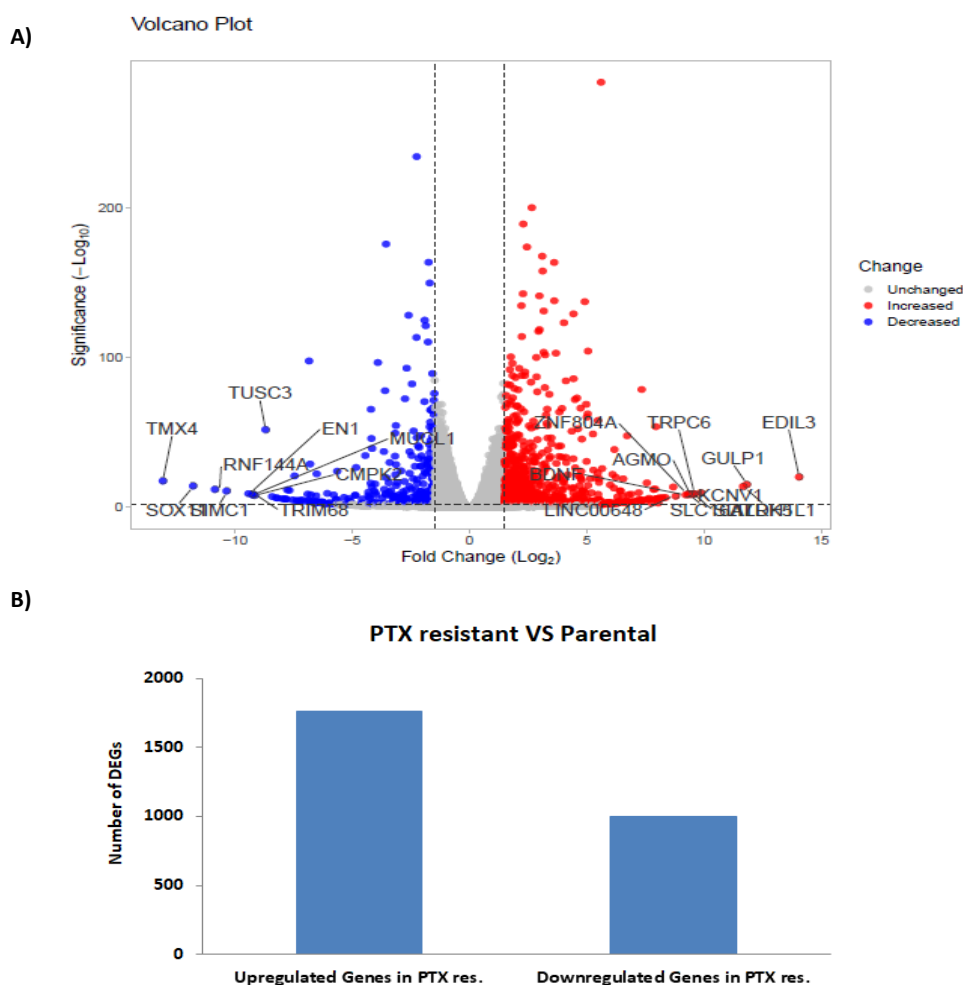 A)
Volcano Plot
Significance (−Log10)
200
100
0
TUSC3
TMX4
EN1
MUCL1
RNF144A
CMPK2
SIMC1
TRIM68
ZNF804A
TRPC6
EDIL3
AGMO
GULP1
BDNF
KCNV1
LINC00648
−10
−5
0
5
10
15
Fold Change (Log2)
Change
Unchanged
Increased
Decreased
B)
PTX resistant VS Parental
Number of DEGs
2000
1500
1000
500
0
Upregulated Genes in PTX res.
Downregulated Genes in PTX res.